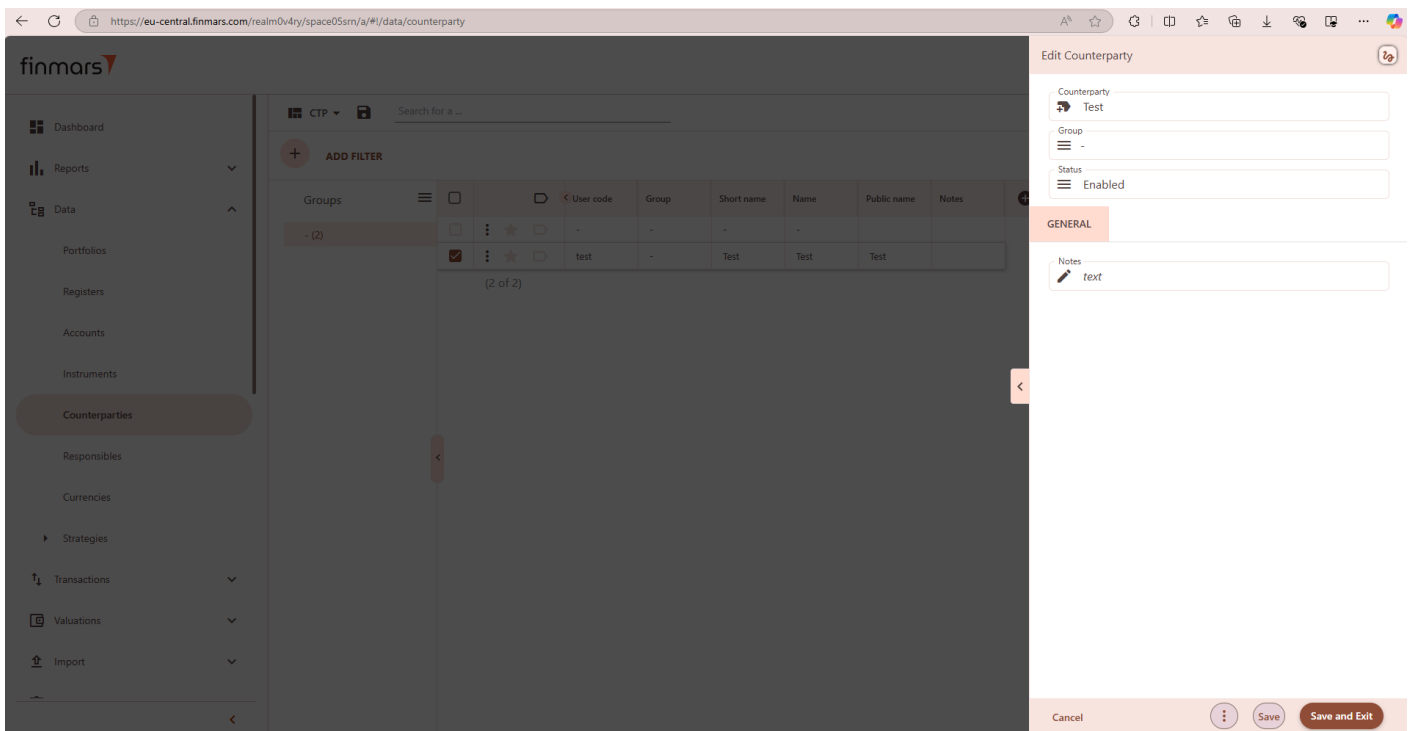 https://eu-central.finmars.com/realm0v4ry/space05srn/a/#!/data/counterparty
finmars
Edit Counterparty
Counterparty
Test
Group
-
Status
Enabled
GENERAL
Notes
text
CTP
Search for a ...
ADD FILTER
Dashboard
Reports
Data
Portfolios
Registers
Accounts
Instruments
Counterparties
Responsibles
Currencies
Strategies
Transactions
Valuations
Import
Groups
- (2)
User code Group Short name Name Public name Notes
- - - -
test - Test Test Test
(2 of 2)
Cancel
Save
Save and Exit